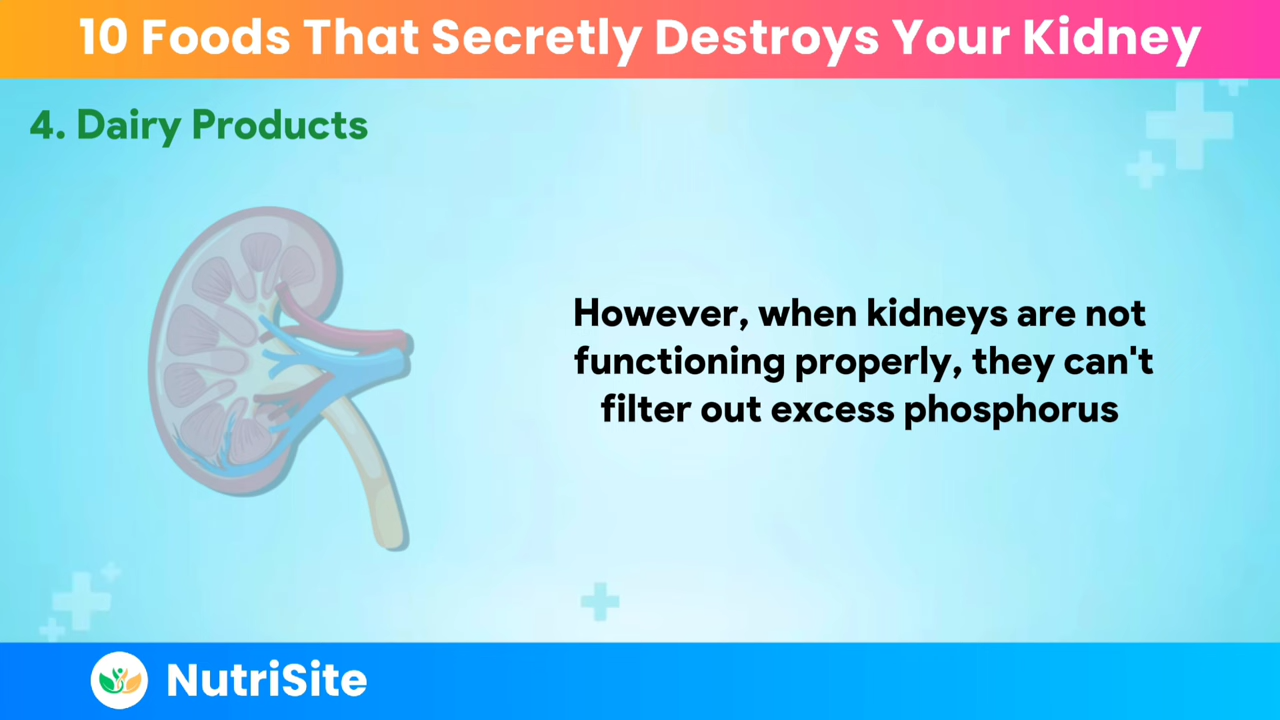 10 Foods That Secretly Destroys Your Kidney
4. Dairy Products
However, when kidneys are not
functioning properly, they can't
filter out excess phosphorus
NutriSite